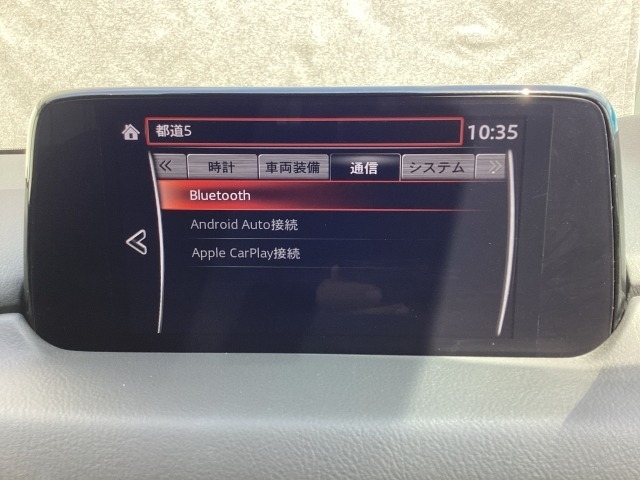 都道5
10:35
« 時計 車両装備 通信 システム »
Bluetooth
Android Auto接続
Apple CarPlay接続